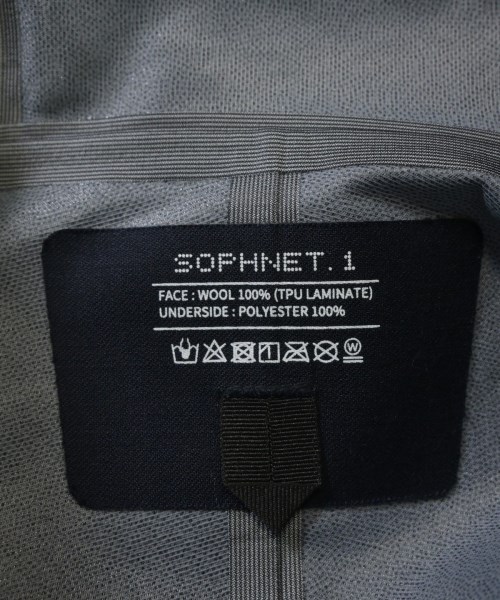 SOPHNET. 1
FACE : WOOL 100% (TPU LAMINATE)
UNDERSIDE : POLYESTER 100%
W